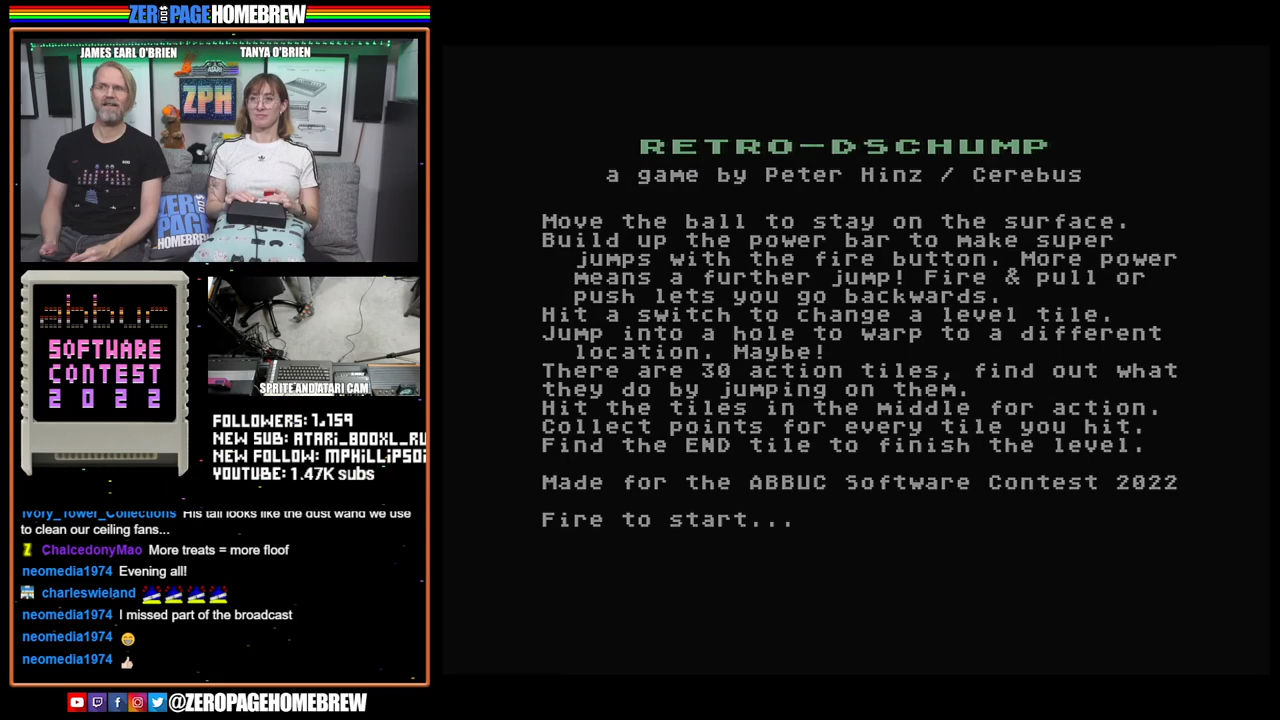 ZEROPAGE HOMEBREW
JAMES EARL O'BRIEN
TANYA O'BRIEN
ATARI
ZPH
ZERO
PAGE
HOMEBREW
abbuc
SOFTWARE
CONTEST
2022
SPRITE AND ATARI CAM
FOLLOWERS: 1,159
NEW SUB: ATARI_800XL_RU
NEW FOLLOW: MPHILLIPSO
YOUTUBE: 1.47K subs
Ivory_Tower_Collections His tail looks like the dust wand we use
to clean our ceiling fans...
ChalcedonyMao More treats = more floof
neomedia1974 Evening all!
charleswieland
neomedia1974 I missed part of the broadcast
neomedia1974
neomedia1974
@ZEROPAGEHOMEBREW
RETRO-DSCHUMP
a game by Peter Hinz / Cerebus
Move the ball to stay on the surface.
Build up the power bar to make super
jumps with the fire button. More power
means a further jump! Fire & pull or
push lets you go backwards.
Hit a switch to change a level tile.
Jump into a hole to warp to a different
location. Maybe!
There are 30 action tiles, find out what
they do by jumping on them.
Hit the tiles in the middle for action.
Collect points for every tile you hit.
Find the END tile to finish the level.
Made for the ABBUC Software Contest 2022
Fire to start...